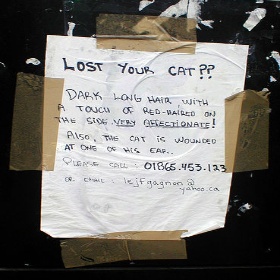 LOST YOUR CAT??
DARK LONG HAIR, WITH
A TOUCH OF RED-HAIRED ON
THE SIDE. VERY AFFECTIONATE!
ALSO, THE CAT IS WOUNDED
AT ONE OF HIS EAR..
PLEASE CALL: 01865.453.123
OR EMAIL: lejfgagnon@
yahoo.ca